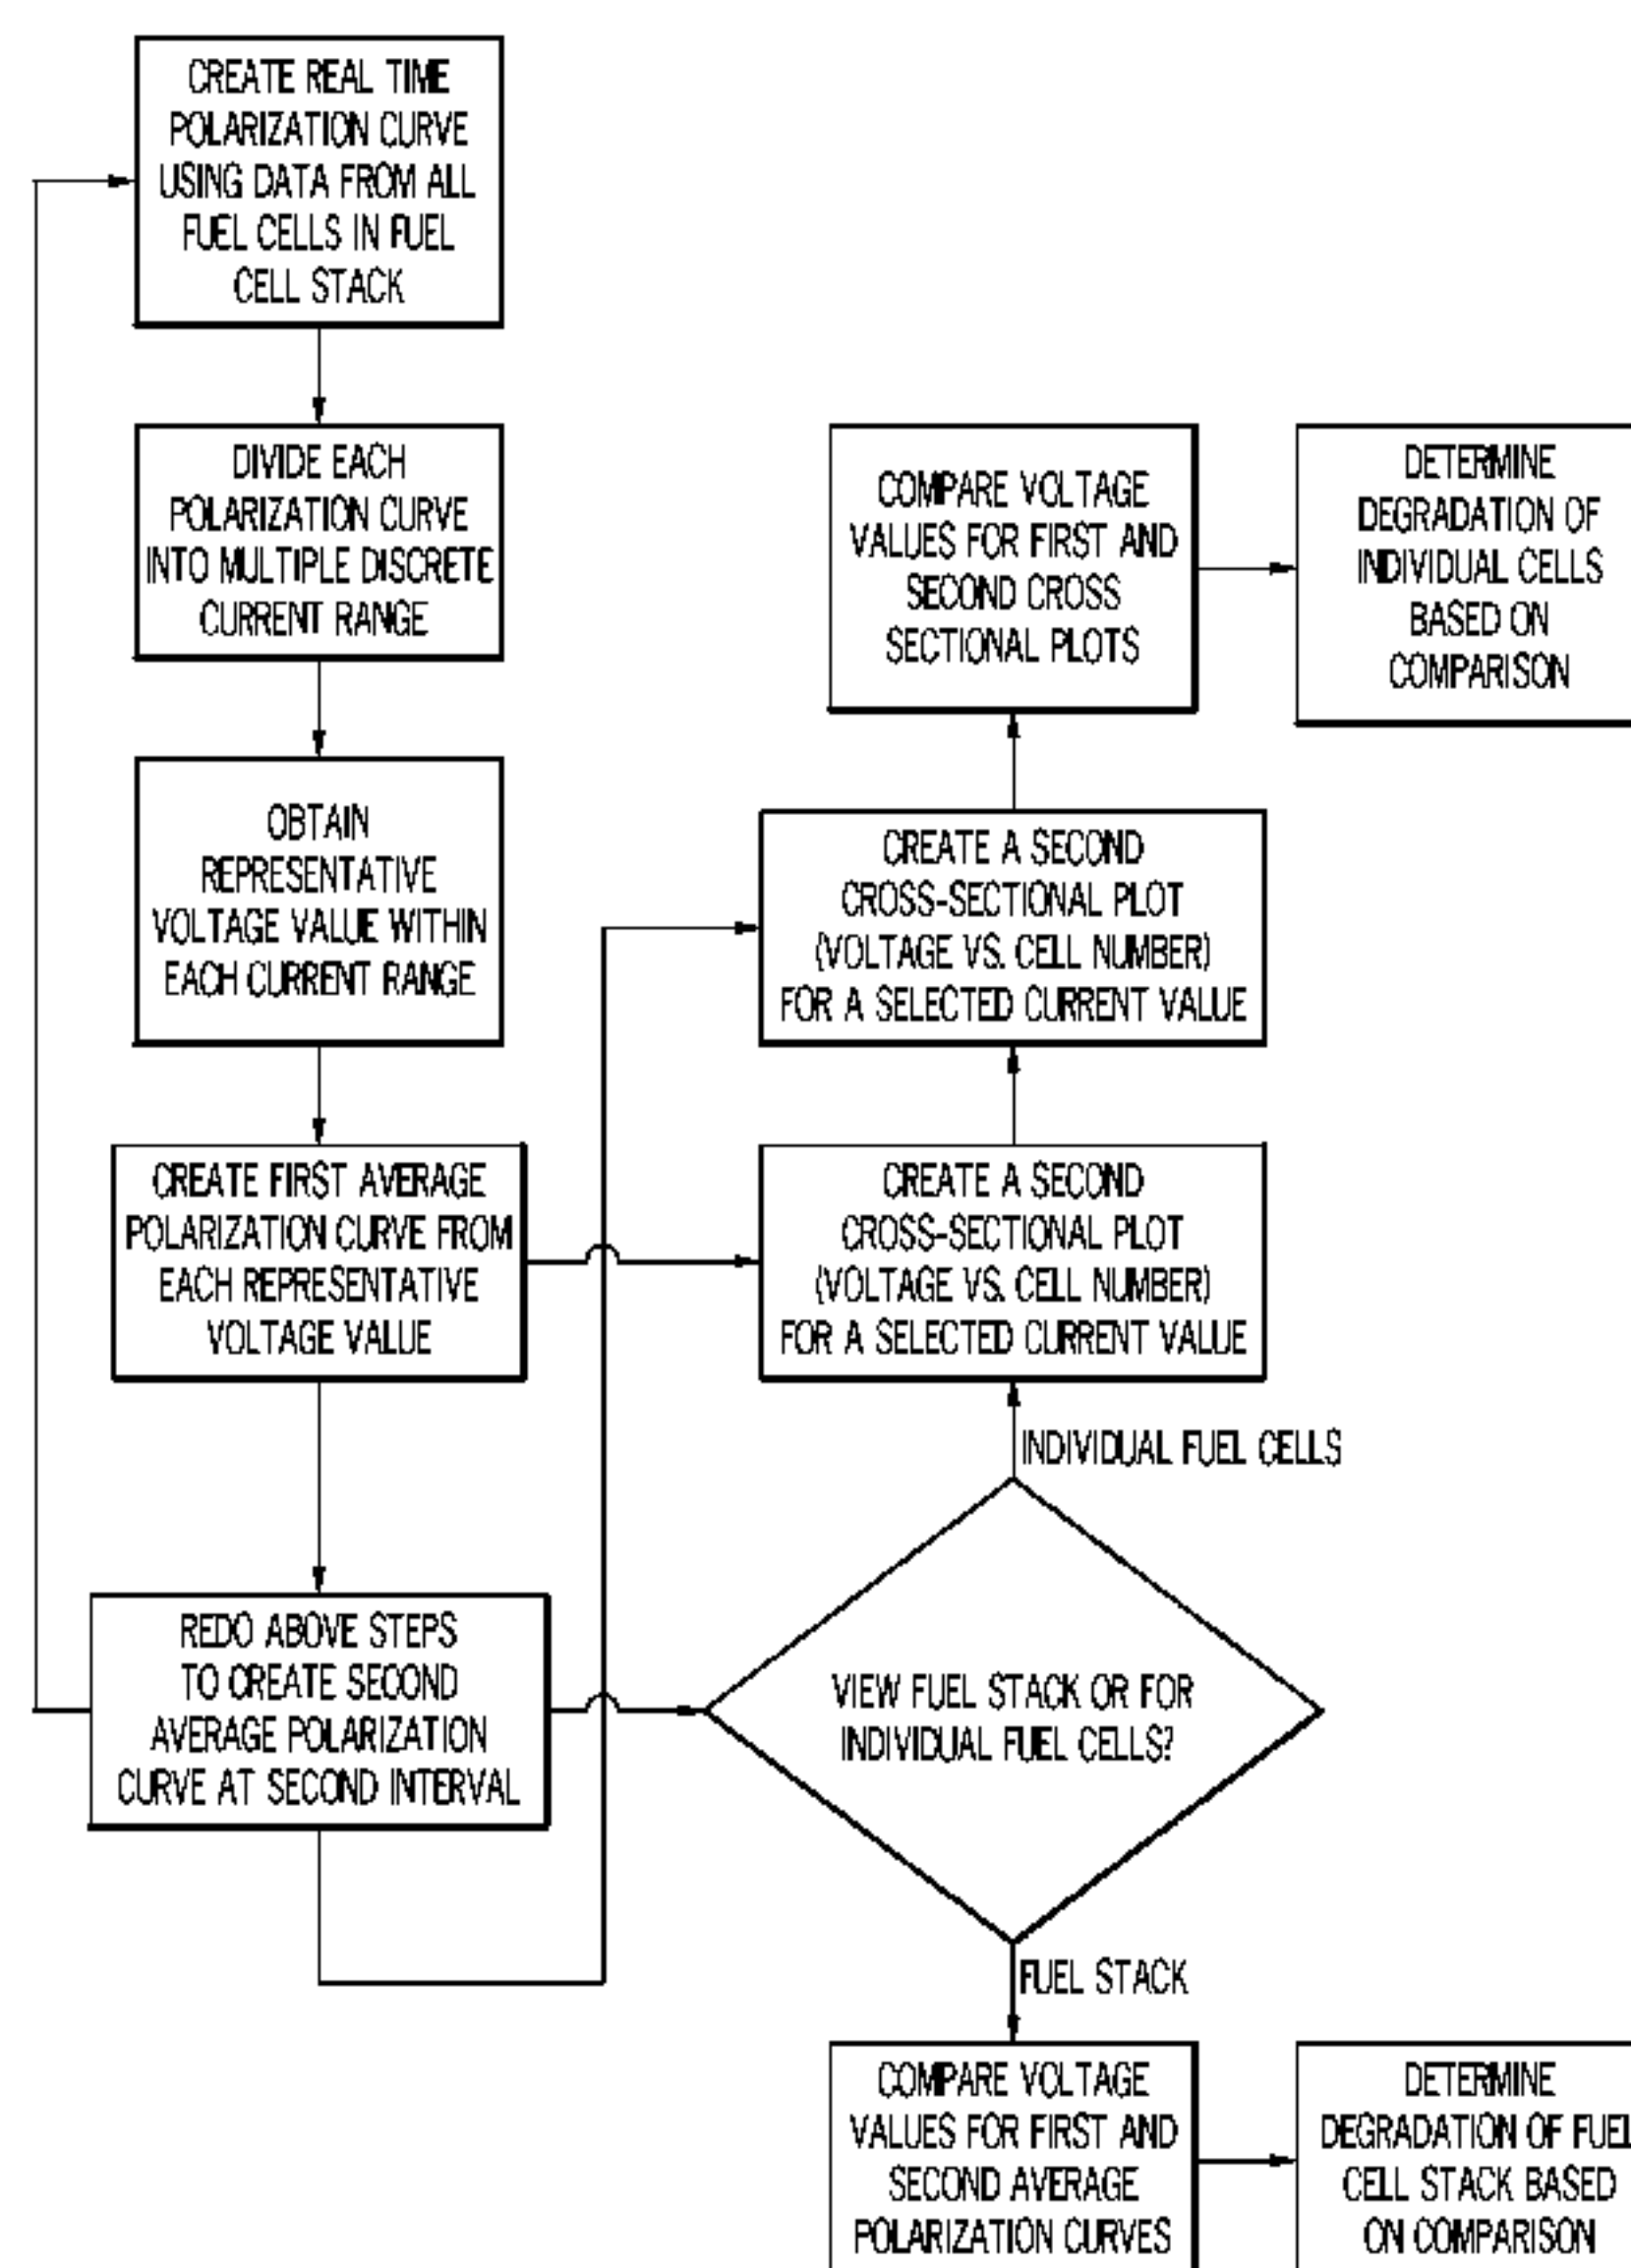 CREATE REAL TIME
POLARIZATION CURVE
USING DATA FROM ALL
FUEL CELLS IN FUEL
CELL STACK
DIVIDE EACH
POLARIZATION CURVE
INTO MULTIPLE DISCRETE
CURRENT RANGE
OBTAIN
REPRESENTATIVE
VOLTAGE VALUE WITHIN
EACH CURRENT RANGE
CREATE FIRST AVERAGE
POLARIZATION CURVE FROM
EACH REPRESENTATIVE
VOLTAGE VALUE
REDO ABOVE STEPS
TO CREATE SECOND
AVERAGE POLARIZATION
CURVE AT SECOND INTERVAL
VIEW FUEL STACK OR FOR
INDIVIDUAL FUEL CELLS?
INDIVIDUAL FUEL CELLS
CREATE A SECOND
CROSS-SECTIONAL PLOT
(VOLTAGE VS. CELL NUMBER)
FOR A SELECTED CURRENT VALUE
CREATE A SECOND
CROSS-SECTIONAL PLOT
(VOLTAGE VS. CELL NUMBER)
FOR A SELECTED CURRENT VALUE
COMPARE VOLTAGE
VALUES FOR FIRST AND
SECOND CROSS
SECTIONAL PLOTS
DETERMINE
DEGRADATION OF
INDIVIDUAL CELLS
BASED ON
COMPARISON
FUEL STACK
COMPARE VOLTAGE
VALUES FOR FIRST AND
SECOND AVERAGE
POLARIZATION CURVES
DETERMINE
DEGRADATION OF FUEL
CELL STACK BASED
ON COMPARISON